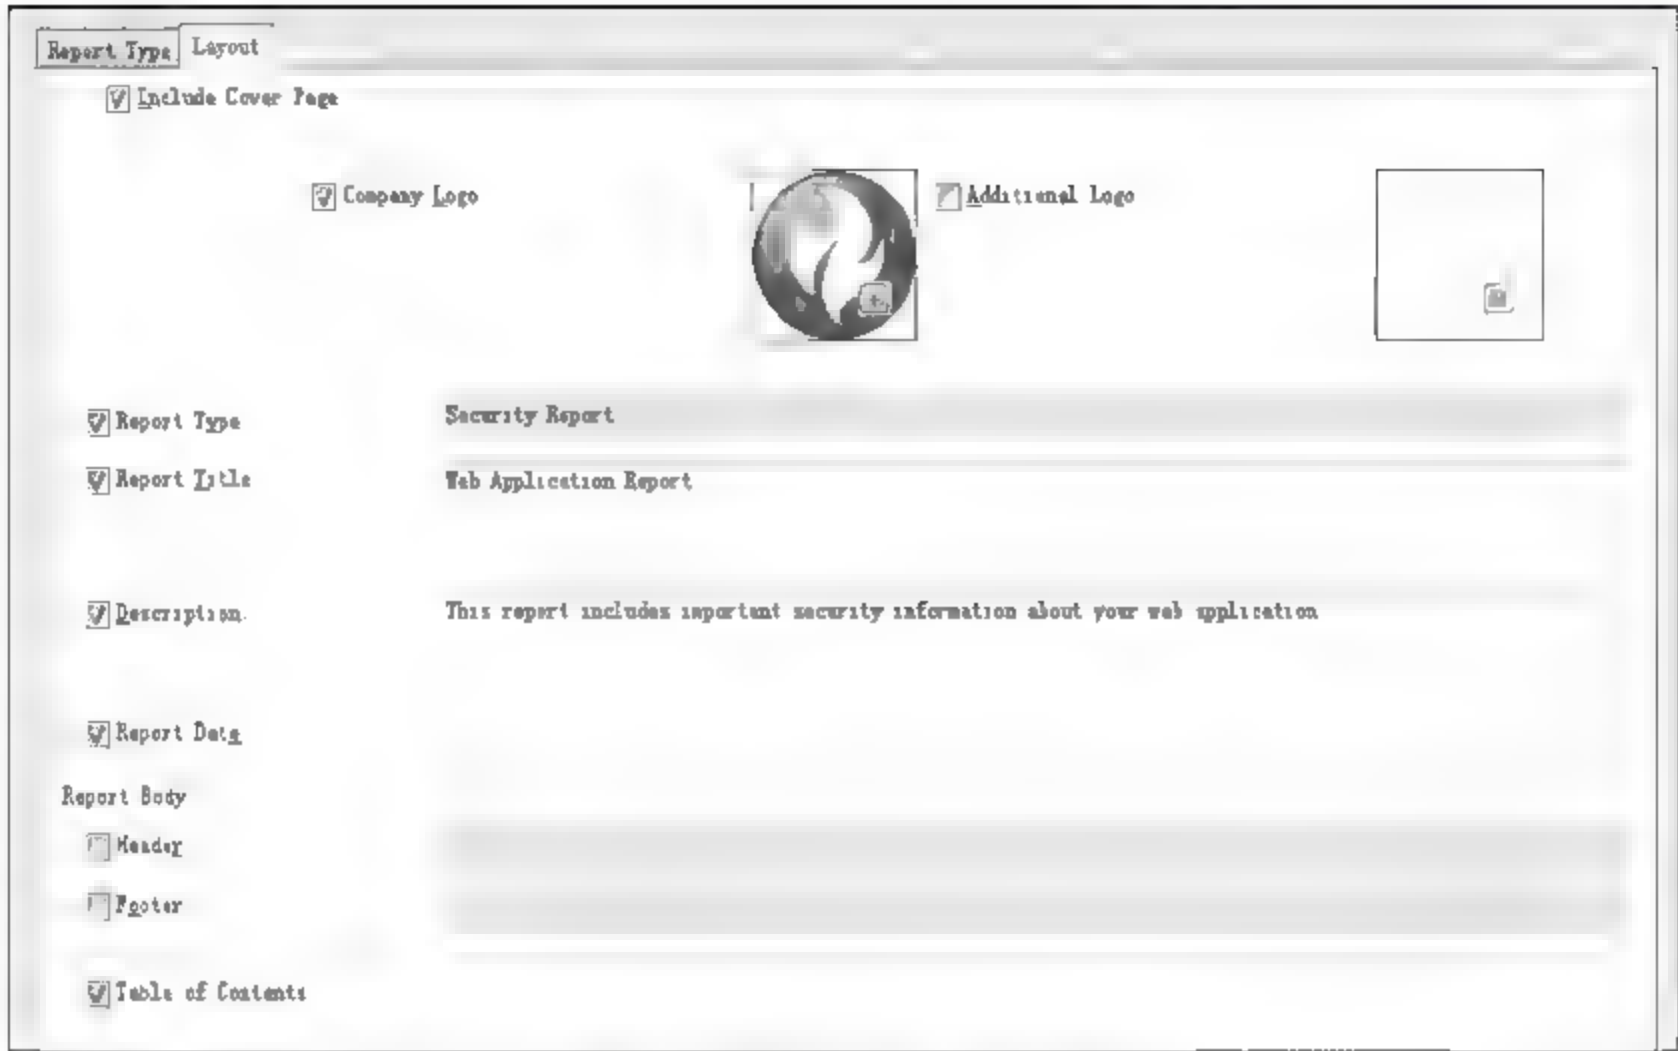 Report Type Layout
Include Cover Page
Company Logo Additional Logo
Report Type Security Report
Report Title Web Application Report
Description This report includes important security information about your web application
Report Date
Report Body
Header
Footer
Table of Contents